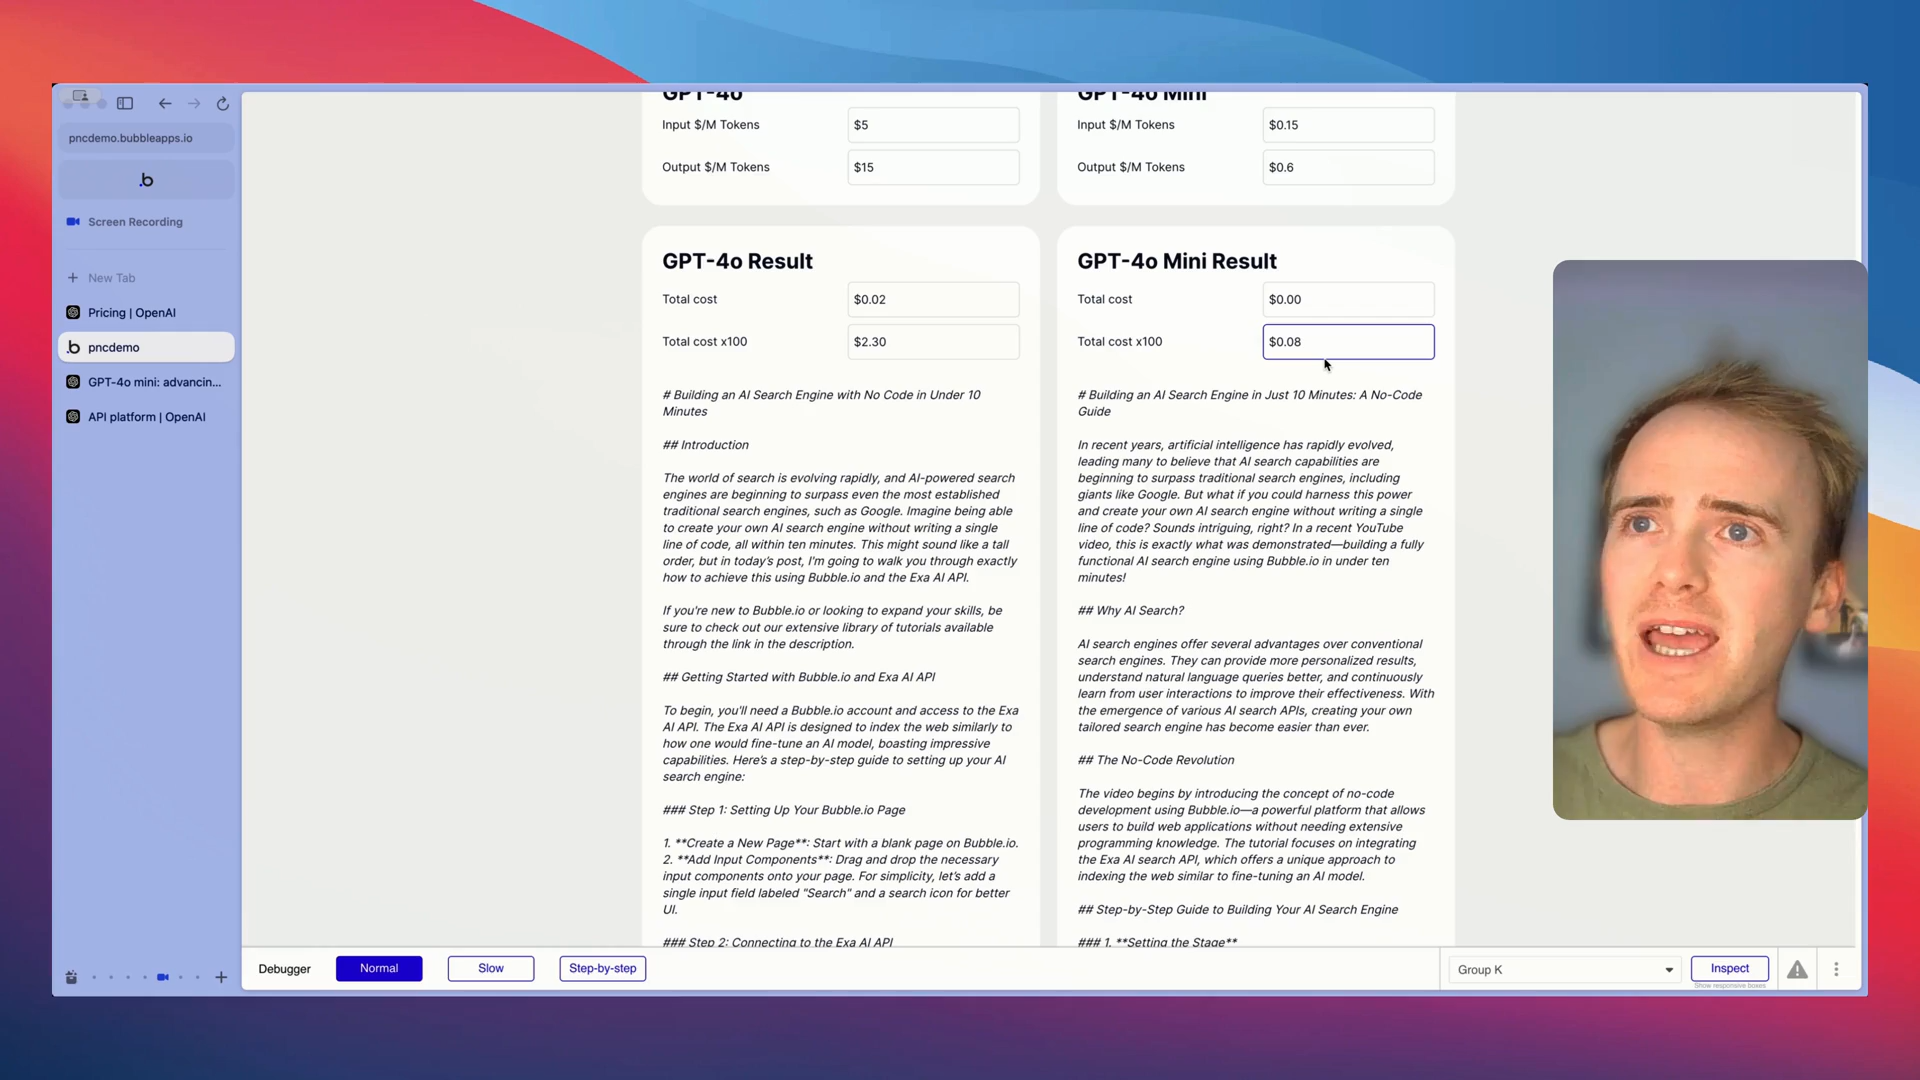 pncdemo.bubbleapps.io
.b
Screen Recording
New Tab
Pricing | OpenAI
.b pncdemo
GPT-4o mini: advancin...
API platform | OpenAI
GPT-4o
Input $/M Tokens
$5
Output $/M Tokens
$15
GPT-4o Mini
Input $/M Tokens
$0.15
Output $/M Tokens
$0.6
GPT-4o Result
Total cost
$0.02
Total cost x100
$2.30
# Building an AI Search Engine with No Code in Under 10
Minutes
## Introduction
The world of search is evolving rapidly, and AI-powered search
engines are beginning to surpass even the most established
traditional search engines, such as Google. Imagine being able
to create your own AI search engine without writing a single
line of code, all within ten minutes. This might sound like a tall
order, but in today's post, I'm going to walk you through exactly
how to achieve this using Bubble.io and the Exa AI API.
If you're new to Bubble.io or looking to expand your skills, be
sure to check out our extensive library of tutorials available
through the link in the description.
## Getting Started with Bubble.io and Exa AI API
To begin, you'll need a Bubble.io account and access to the Exa
AI API. The Exa AI API is designed to index the web similarly to
how one would fine-tune an AI model, boasting impressive
capabilities. Here's a step-by-step guide to setting up your AI
search engine:
### Step 1: Setting Up Your Bubble.io Page
1. **Create a New Page**: Start with a blank page on Bubble.io.
2. **Add Input Components**: Drag and drop the necessary
input components onto your page. For simplicity, let's add a
single input field labeled "Search" and a search icon for better
UI.
### Step 2: Connecting to the Exa AI API
GPT-4o Mini Result
Total cost
$0.00
Total cost x100
$0.08
# Building an AI Search Engine in Just 10 Minutes: A No-Code
Guide
In recent years, artificial intelligence has rapidly evolved,
leading many to believe that AI search capabilities are
beginning to surpass traditional search engines, including
giants like Google. But what if you could harness this power
and create your own AI search engine without writing a single
line of code? Sounds intriguing, right? In a recent YouTube
video, this is exactly what was demonstrated—building a fully
functional AI search engine using Bubble.io in under ten
minutes!
## Why AI Search?
AI search engines offer several advantages over conventional
search engines. They can provide more personalized results,
understand natural language queries better, and continuously
learn from user interactions to improve their effectiveness. With
the emergence of various AI search APIs, creating your own
tailored search engine has become easier than ever.
## The No-Code Revolution
The video begins by introducing the concept of no-code
development using Bubble.io—a powerful platform that allows
users to build web applications without needing extensive
programming knowledge. The tutorial focuses on integrating
the Exa AI search API, which offers a unique approach to
indexing the web similar to fine-tuning an AI model.
## Step-by-Step Guide to Building Your AI Search Engine
### 1. **Setting the Stage**
Debugger
Normal
Slow
Step-by-step
Group K
Inspect
Show responsive boxes